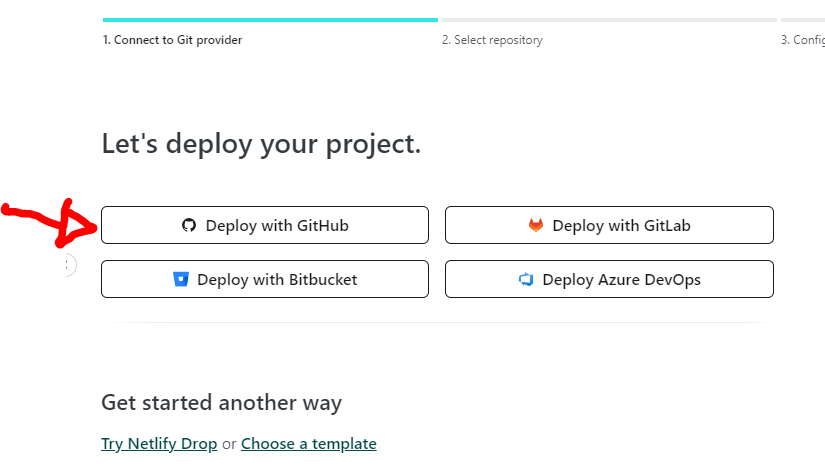 1. Connect to Git provider
2. Select repository
3. Config
Let's deploy your project.
Deploy with GitHub
Deploy with GitLab
Deploy with Bitbucket
Deploy Azure DevOps
Get started another way
Try Netlify Drop or Choose a template